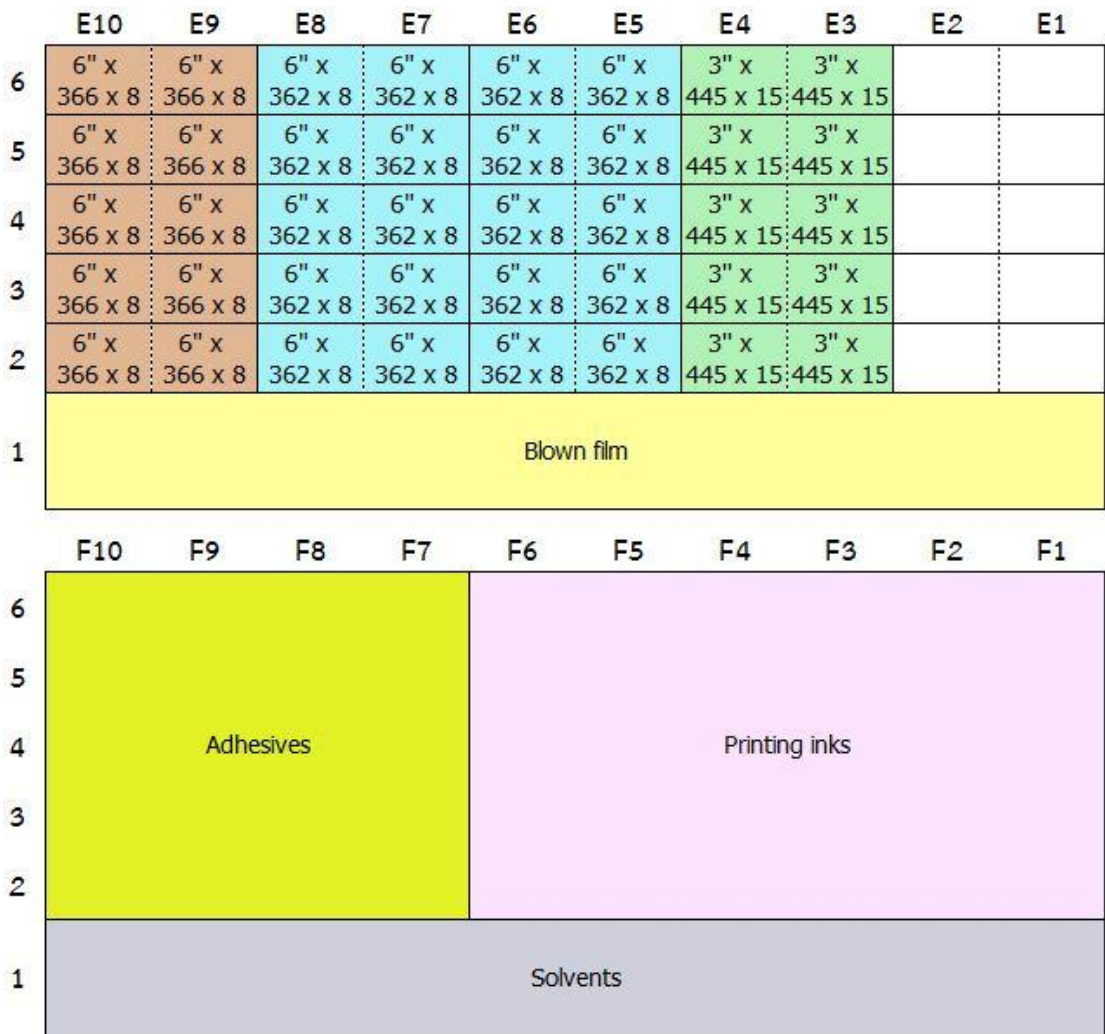 E10 E9 E8 E7 E6 E5 E4 E3 E2 E1
6" x 6" x 6" x 6" x 6" x 6" x 3" x 3" x
6
366 x 8 366 x 8 362 x 8 362 x 8 362 x 8 362 x 8 445 x 15 445 x 15
6" x 6" x 6" x 6" x 6" x 6" x 3" x 3" x
5
366 x 8 366 x 8 362 x 8 362 x 8 362 x 8 362 x 8 445 x 15 445 x 15
6" x 6" x 6" x 6" x 6" x 6" x 3" x 3" x
4
366 x 8 366 x 8 362 x 8 362 x 8 362 x 8 362 x 8 445 x 15 445 x 15
6" x 6" x 6" x 6" x 6" x 6" x 3" x 3" x
3
366 x 8 366 x 8 362 x 8 362 x 8 362 x 8 362 x 8 445 x 15 445 x 15
6" x 6" x 6" x 6" x 6" x 6" x 3" x 3" x
2
366 x 8 366 x 8 362 x 8 362 x 8 362 x 8 362 x 8 445 x 15 445 x 15
1 Blown film
F10 F9 F8 F7 F6 F5 F4 F3 F2 F1
6
5
4 Adhesives Printing inks
3
2
1 Solvents